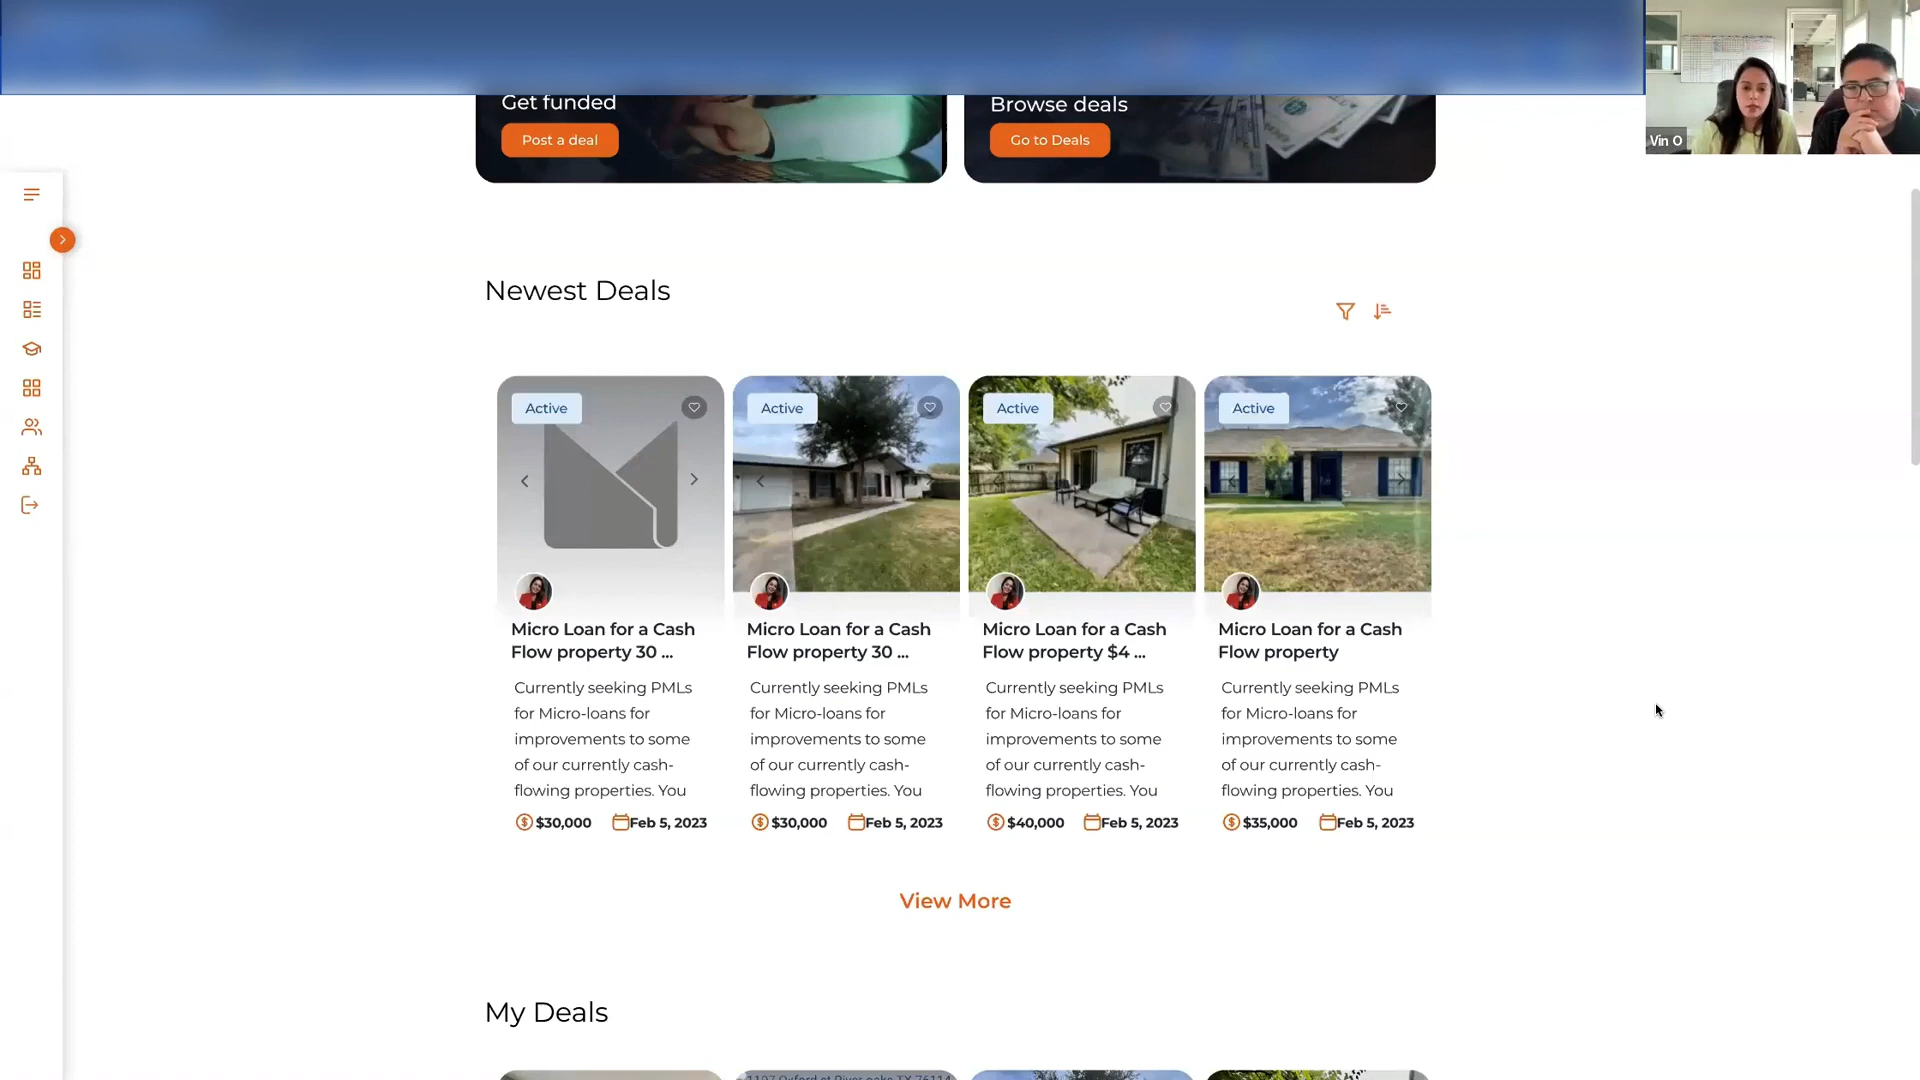 Get funded
Post a deal
Browse deals
Go to Deals
Vin O
Newest Deals
Active
Active
Active
Active
Micro Loan for a Cash
Flow property 30 ...
Currently seeking PMLs
for Micro-loans for
improvements to some
of our currently cash-
flowing properties. You
$30,000 Feb 5, 2023
Micro Loan for a Cash
Flow property 30 ...
Currently seeking PMLs
for Micro-loans for
improvements to some
of our currently cash-
flowing properties. You
$30,000 Feb 5, 2023
Micro Loan for a Cash
Flow property $4 ...
Currently seeking PMLs
for Micro-loans for
improvements to some
of our currently cash-
flowing properties. You
$40,000 Feb 5, 2023
Micro Loan for a Cash
Flow property
Currently seeking PMLs
for Micro-loans for
improvements to some
of our currently cash-
flowing properties. You
$35,000 Feb 5, 2023
View More
My Deals